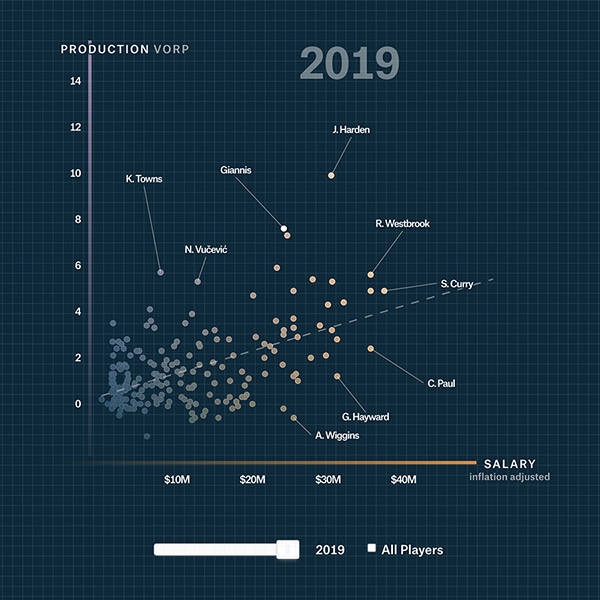 PRODUCTION VORP
2019
14
12
J. Harden
10
Giannis
K. Towns
8
R. Westbrook
N. Vučević
6
S. Curry
4
2
C. Paul
0
G. Hayward
A. Wiggins
SALARY
inflation adjusted
$10M $20M $30M $40M
2019 All Players